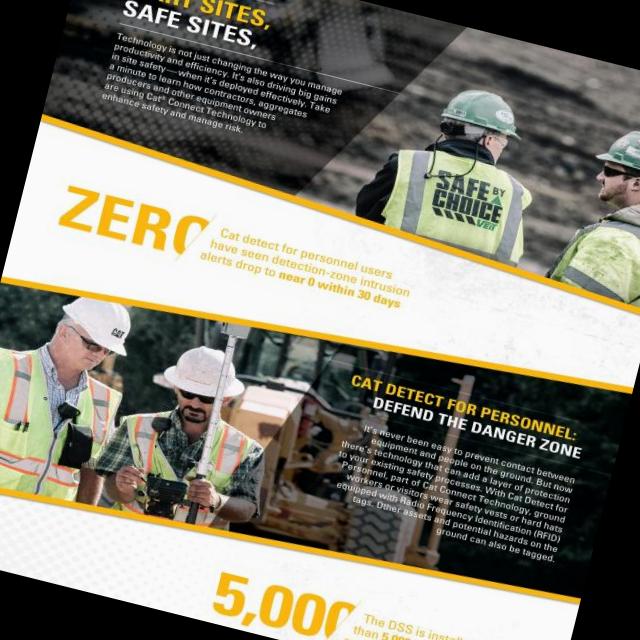 SITES,
SAFE SITES,
Technology is not just changing the way you manage
productivity and efficiency. It's also driving big gains
in site safety—when it's deployed effectively. Take
a minute to learn how contractors, aggregates
producers and other equipment owners
are using Cat® Connect Technology to
enhance safety and manage risk.
SAFE BY
CHOICE
ZERO
Cat detect for personnel users
have seen detection-zone intrusion
alerts drop to near 0 within 30 days
CAT
CAT DETECT FOR PERSONNEL:
DEFEND THE DANGER ZONE
It's never been easy to prevent contact between
equipment and people on the ground. But now
there's technology that can add a layer of protection
to your existing safety processes. With Cat Detect for
Personnel, part of Cat Connect Technology, ground
workers or visitors wear safety vests or hard hats
equipped with Radio Frequency Identification (RFID)
tags. Other assets and potential hazards on the
ground can also be tagged.
5,000
The DSS is
than